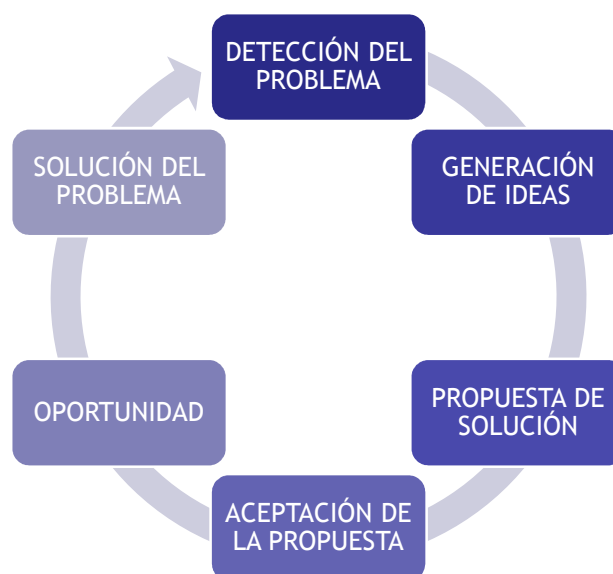 DETECCIÓN DEL
PROBLEMA
GENERACIÓN
DE IDEAS
PROPUESTA DE
SOLUCIÓN
ACEPTACIÓN DE
LA PROPUESTA
OPORTUNIDAD
SOLUCIÓN DEL
PROBLEMA